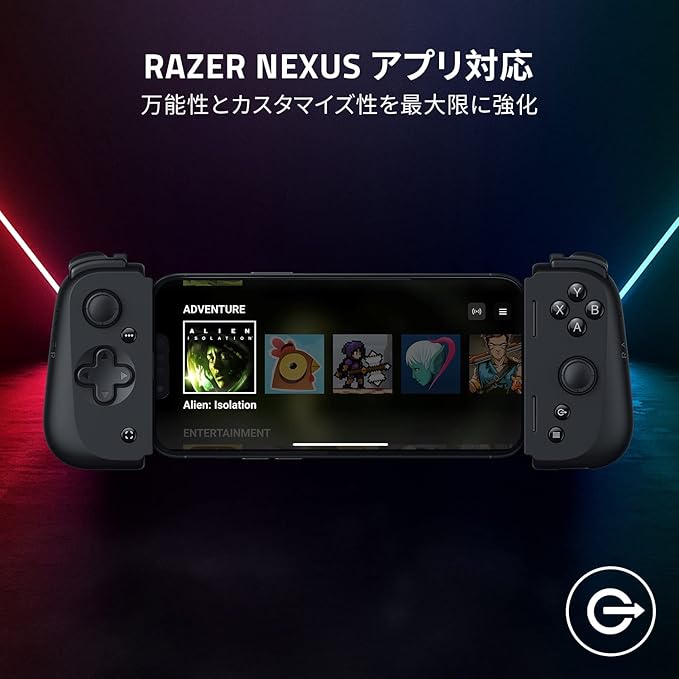 RAZER NEXUS アプリ対応
万能性とカスタマイズ性を最大限に強化
ADVENTURE
ALIEN
ISOLATION
Alien: Isolation
ENTERTAINMENT
Y
X B
A